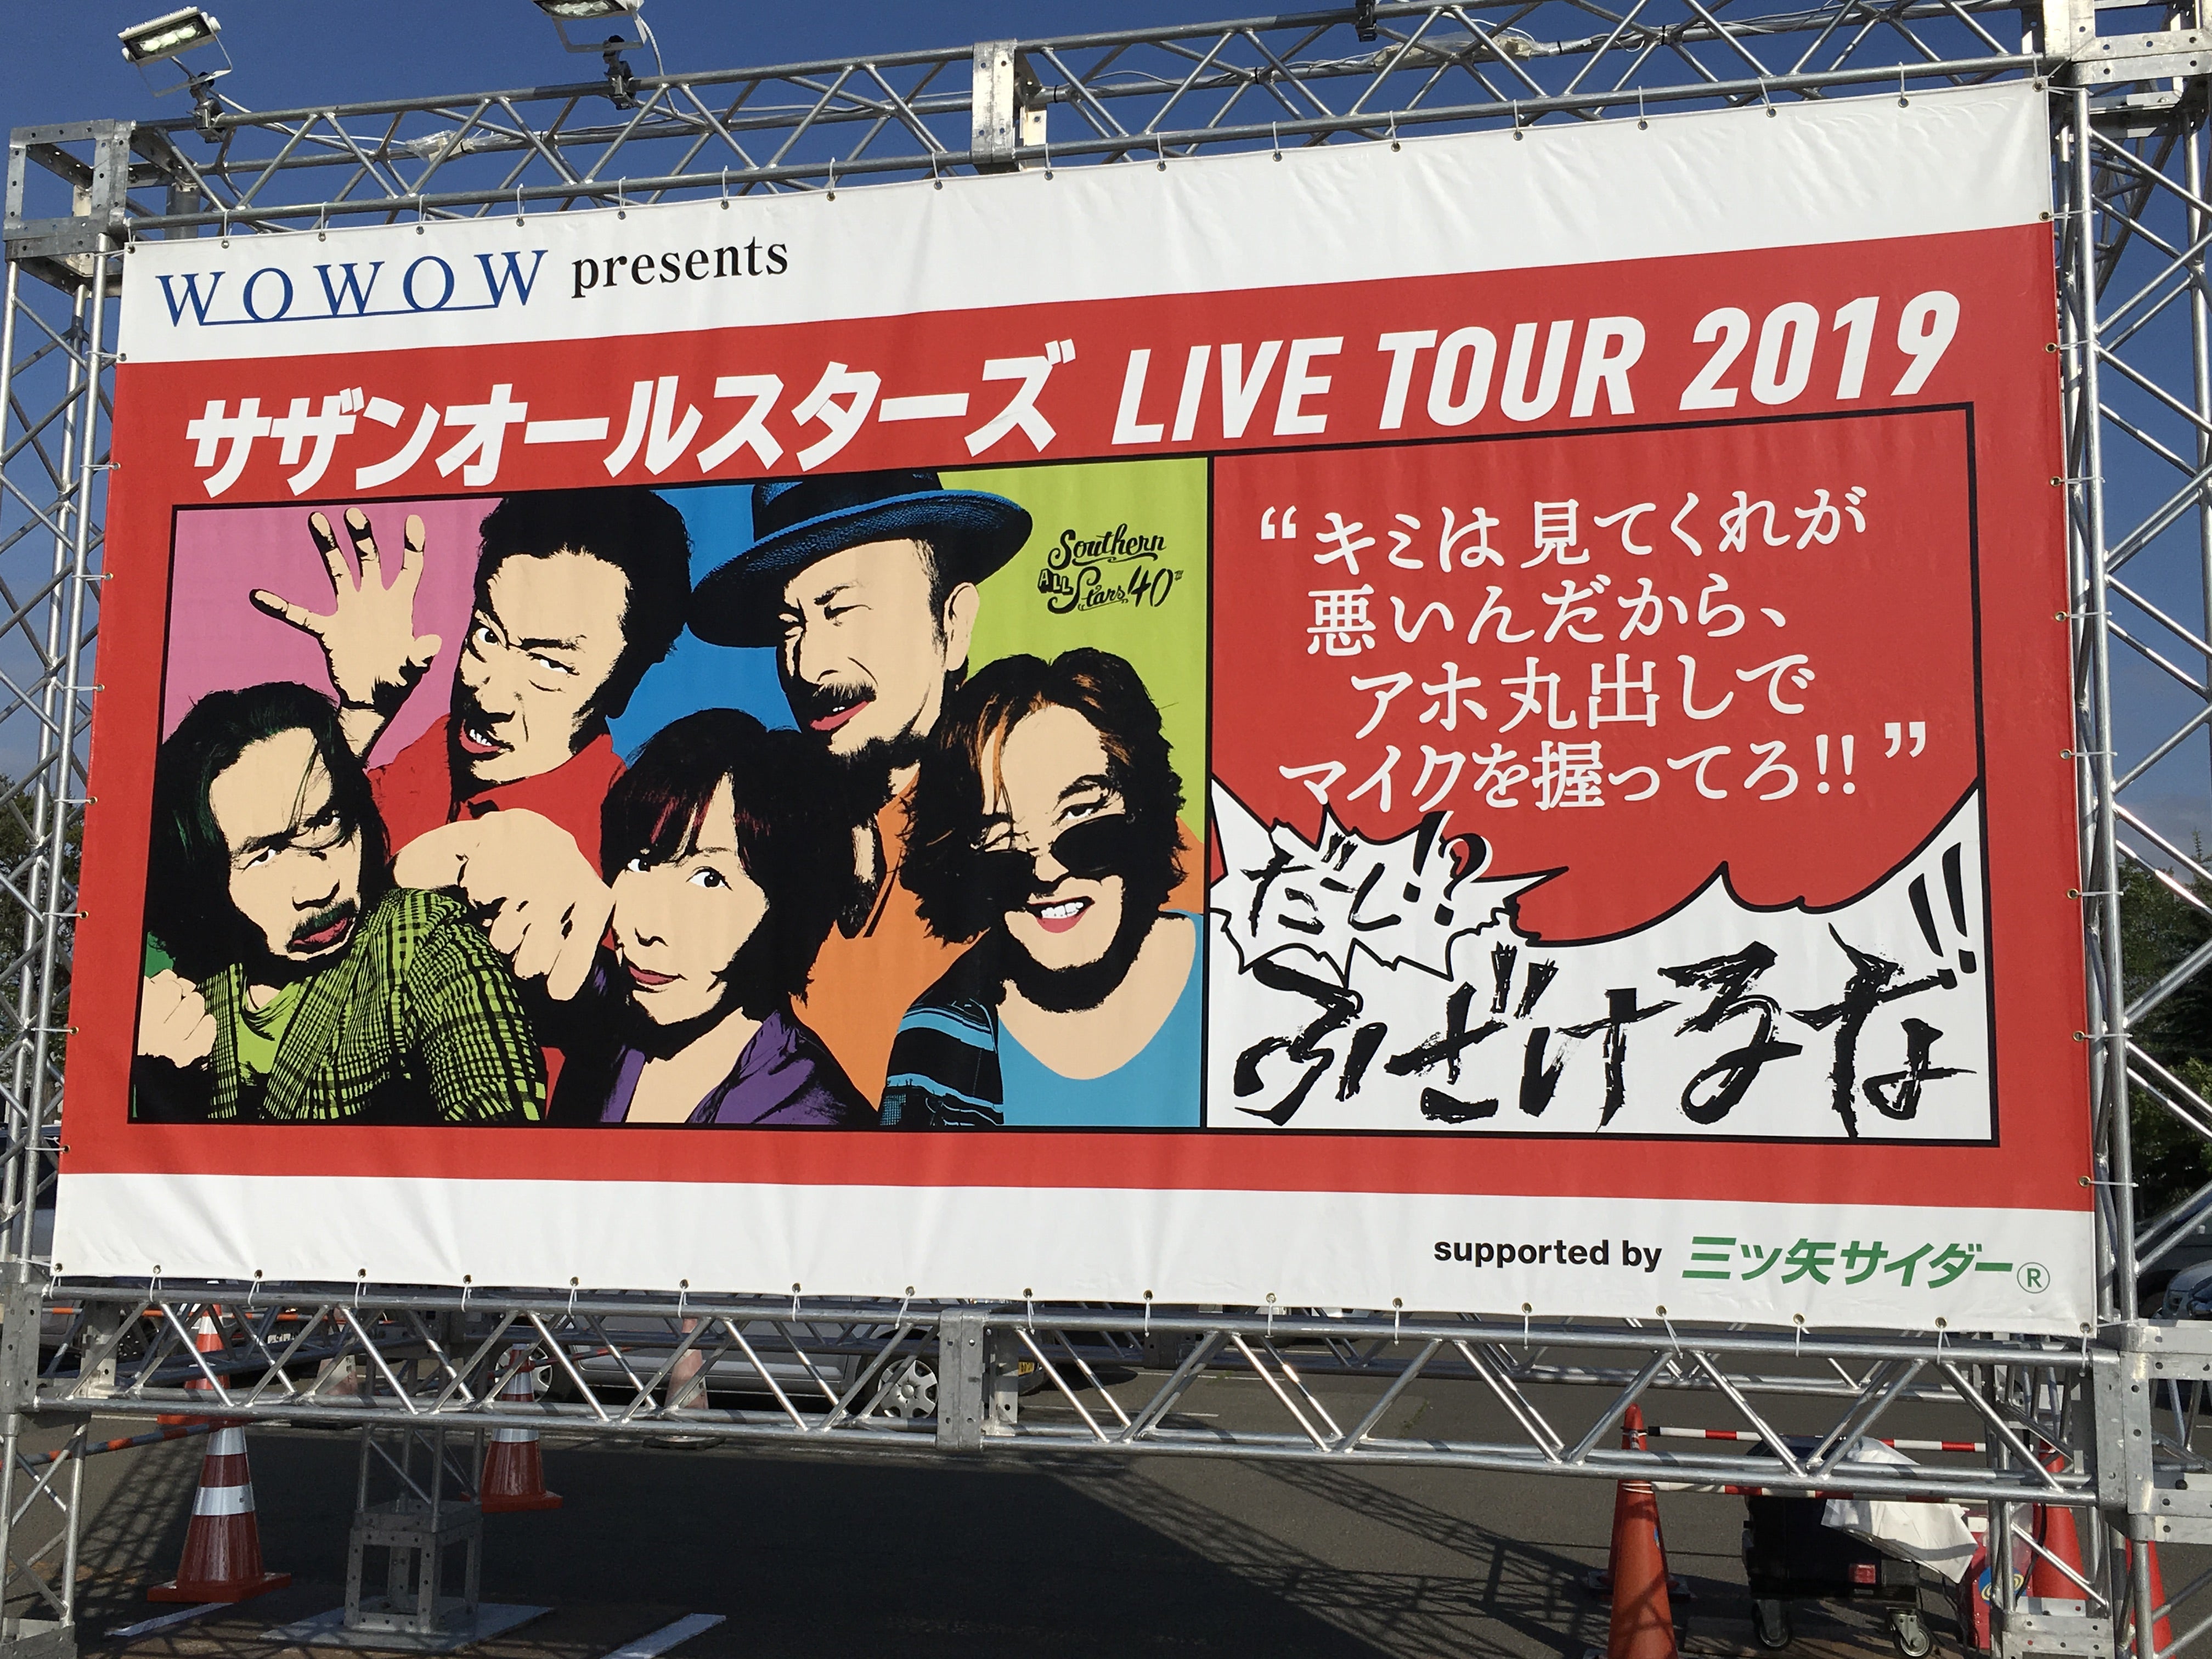 WOWOW presents
サザンオールスターズ LIVE TOUR 2019
Southern
ALL Stars 40th
“キミは見てくれが
悪いんだから、
アホ丸出しで
マイクを握ってろ!!”
だと!?
ふざけるな!!
supported by 三ツ矢サイダー®